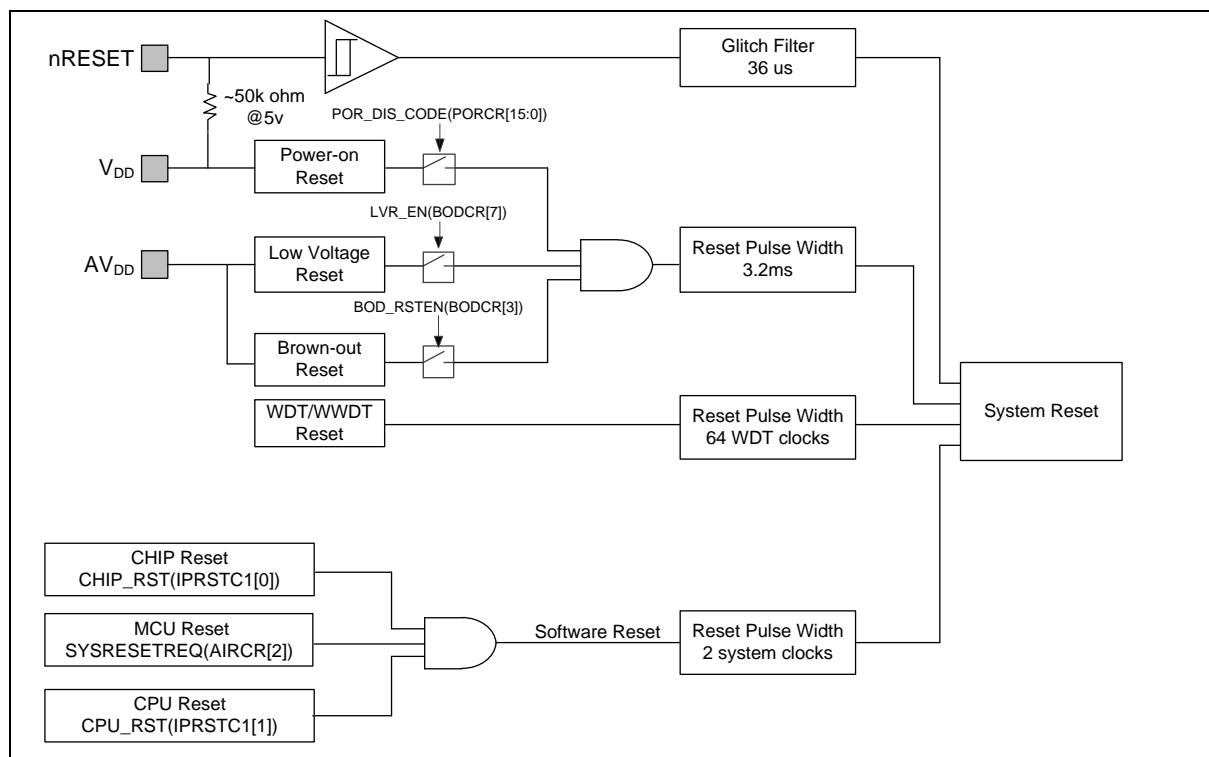 nRESET
Glitch Filter
36 us
~50k ohm
@5v
POR_DIS_CODE(PORCR[15:0])
VDD
Power-on
Reset
LVR_EN(BODCR[7])
AVDD
Low Voltage
Reset
Reset Pulse Width
3.2ms
BOD_RSTEN(BODCR[3])
Brown-out
Reset
WDT/WWDT
Reset
Reset Pulse Width
64 WDT clocks
System Reset
CHIP Reset
CHIP_RST(IPRSTC1[0])
MCU Reset
SYSRESETREQ(AIRCR[2])
Software Reset
Reset Pulse Width
2 system clocks
CPU Reset
CPU_RST(IPRSTC1[1])